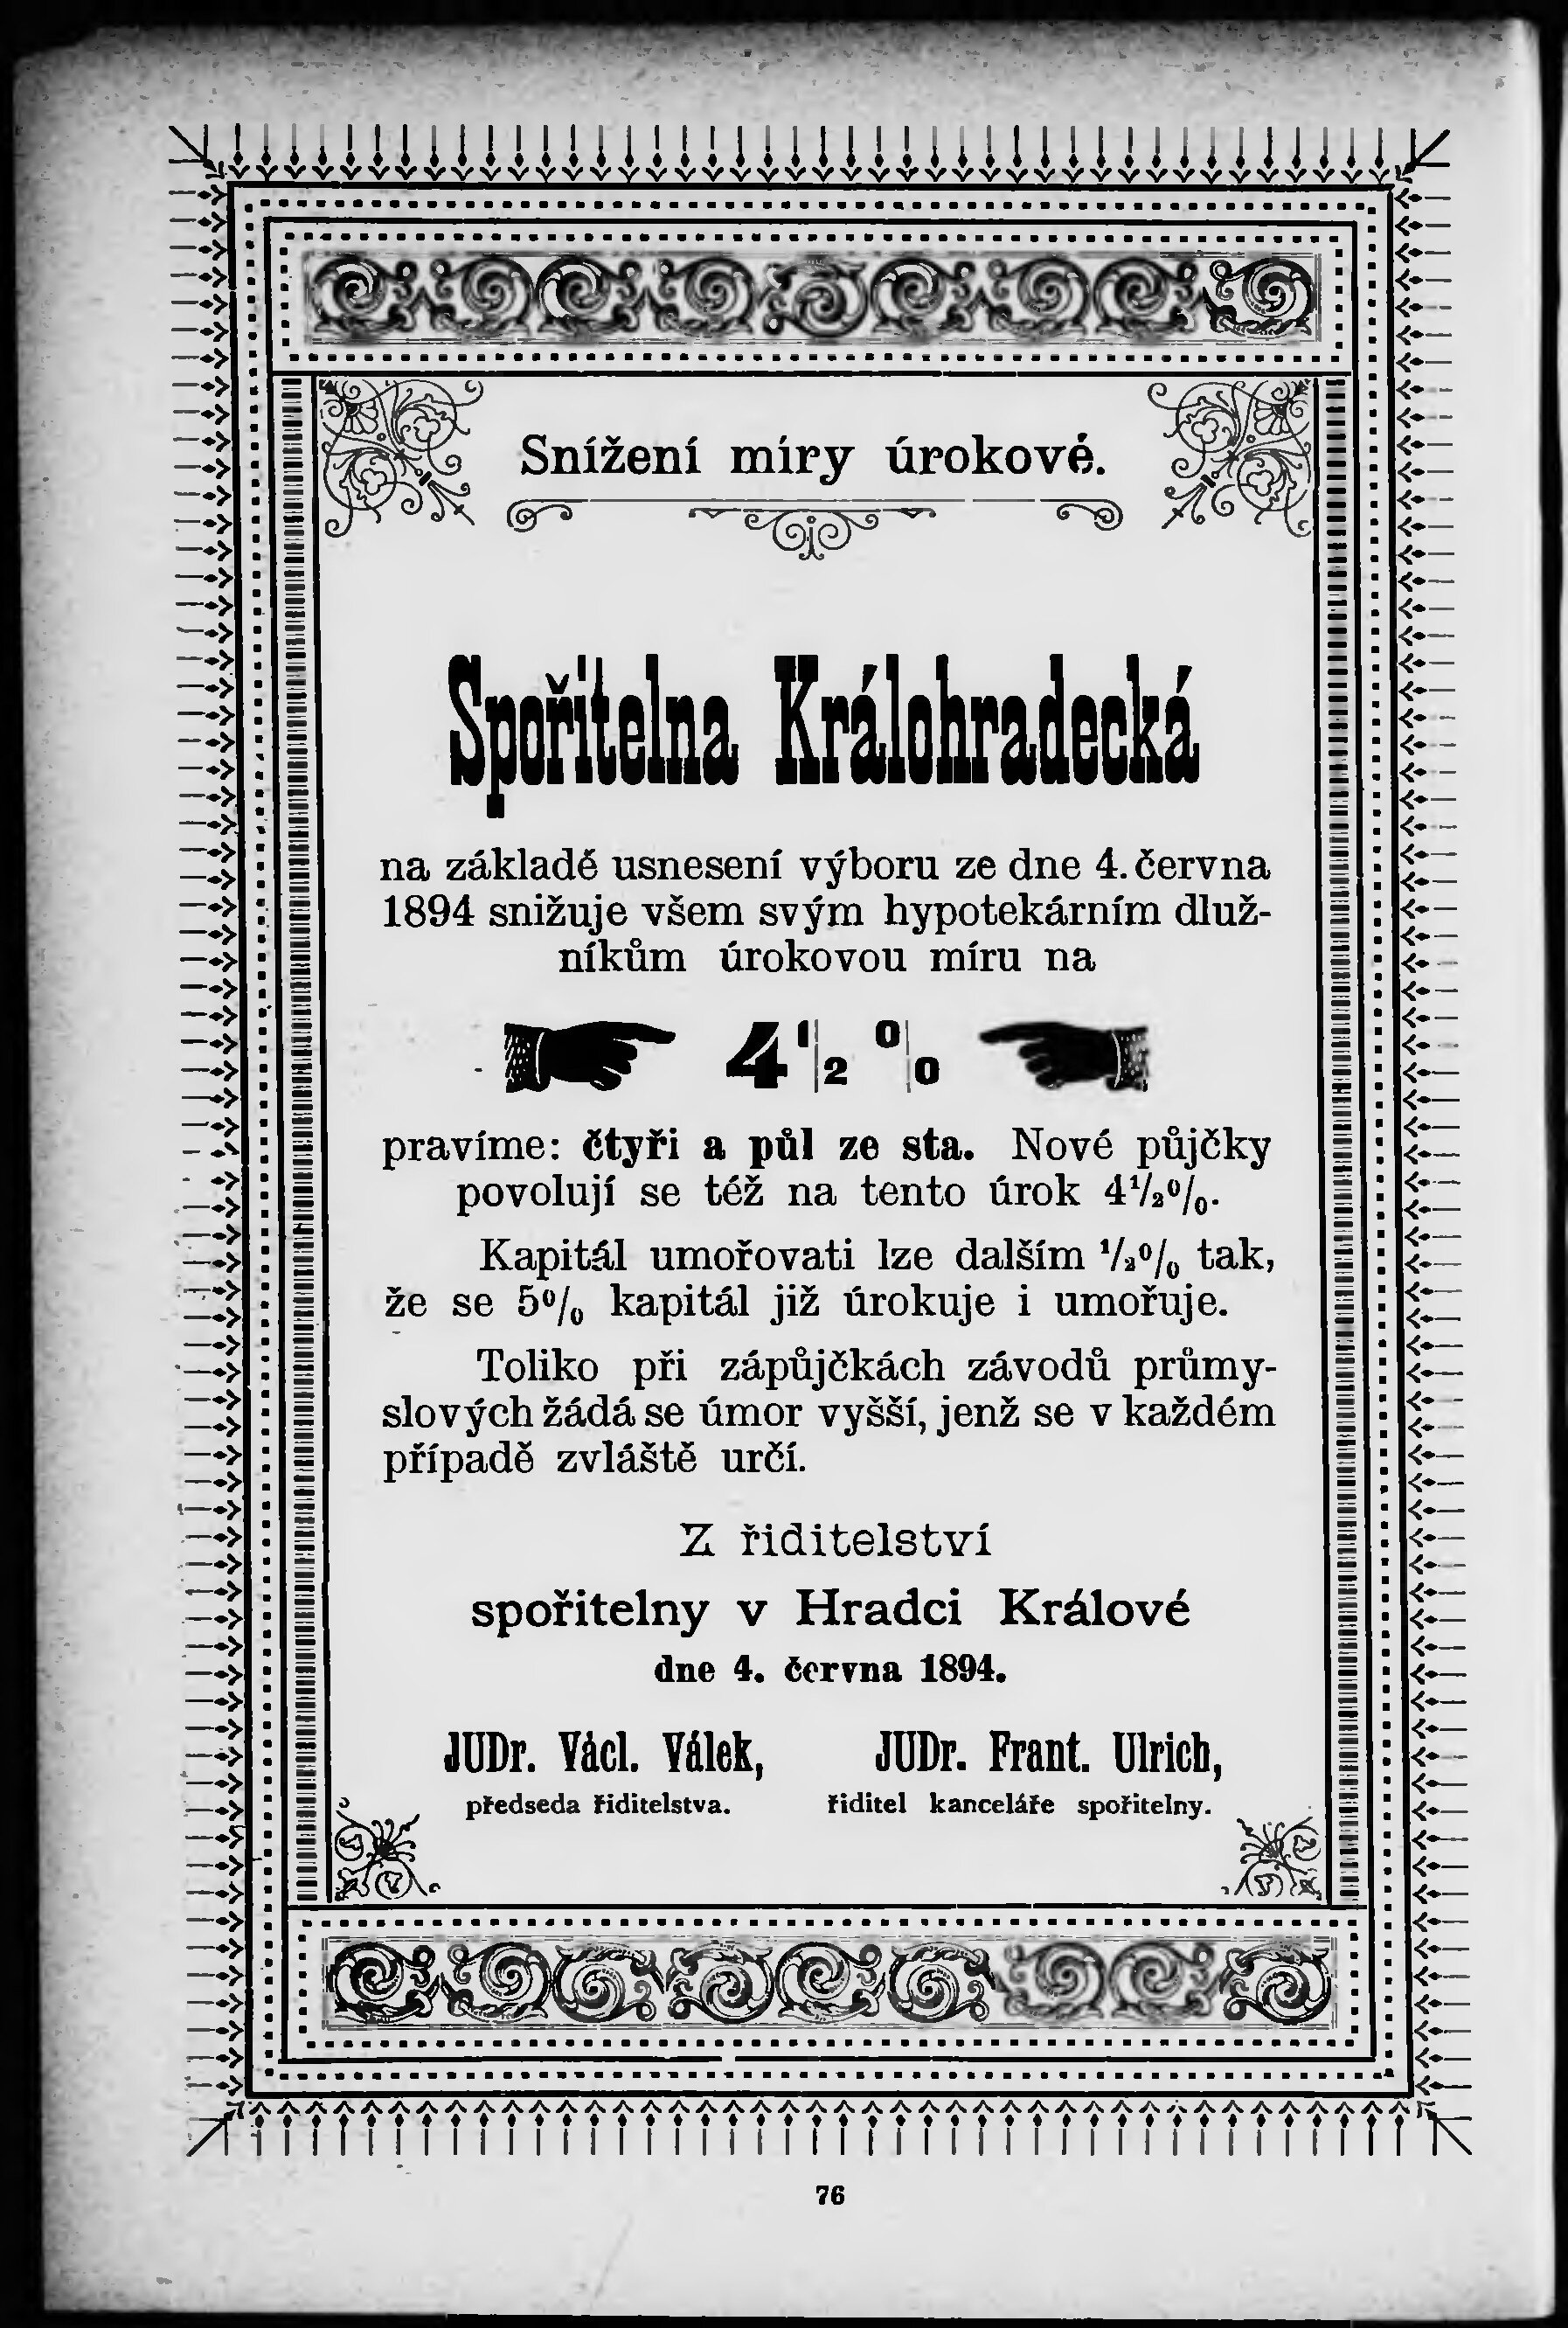 Snížení míry úrokové.
Spořitelna Králohradecká
na základě usnesení výboru ze dne 4. června
1894 snižuje všem svým hypotekárním dluž-
níkům úrokovou míru na
4 1/2 %
pravíme: čtyři a půl ze sta. Nové půjčky
povolují se též na tento úrok 4 1/2 %.
Kapitál umořovati lze dalším 1/2 % tak,
že se 5% kapitál již úrokuje i umořuje.
Toliko při zápůjčkách závodů průmy-
slových žádá se úmor vyšší, jenž se v každém
případě zvláště určí.
Z řiditelství
spořitelny v Hradci Králové
dne 4. června 1894.
JUDr. Václ. Válek, JUDr. Frant. Ulrich,
předseda řiditelstva. řiditel kanceláře spořitelny.
76